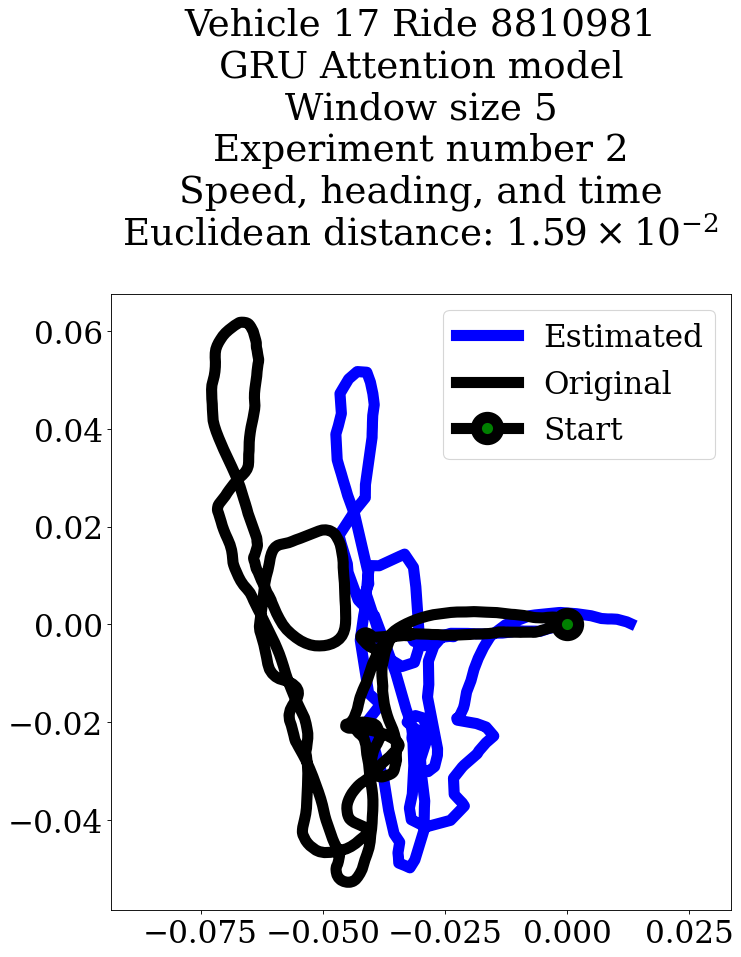 Vehicle 17 Ride 8810981
GRU Attention model
Window size 5
Experiment number 2
Speed, heading, and time
Euclidean distance: 1.59 × 10⁻²
Estimated
Original
Start
0.06
0.04
0.02
0.00
−0.02
−0.04
−0.075 −0.050 −0.025 0.000 0.025